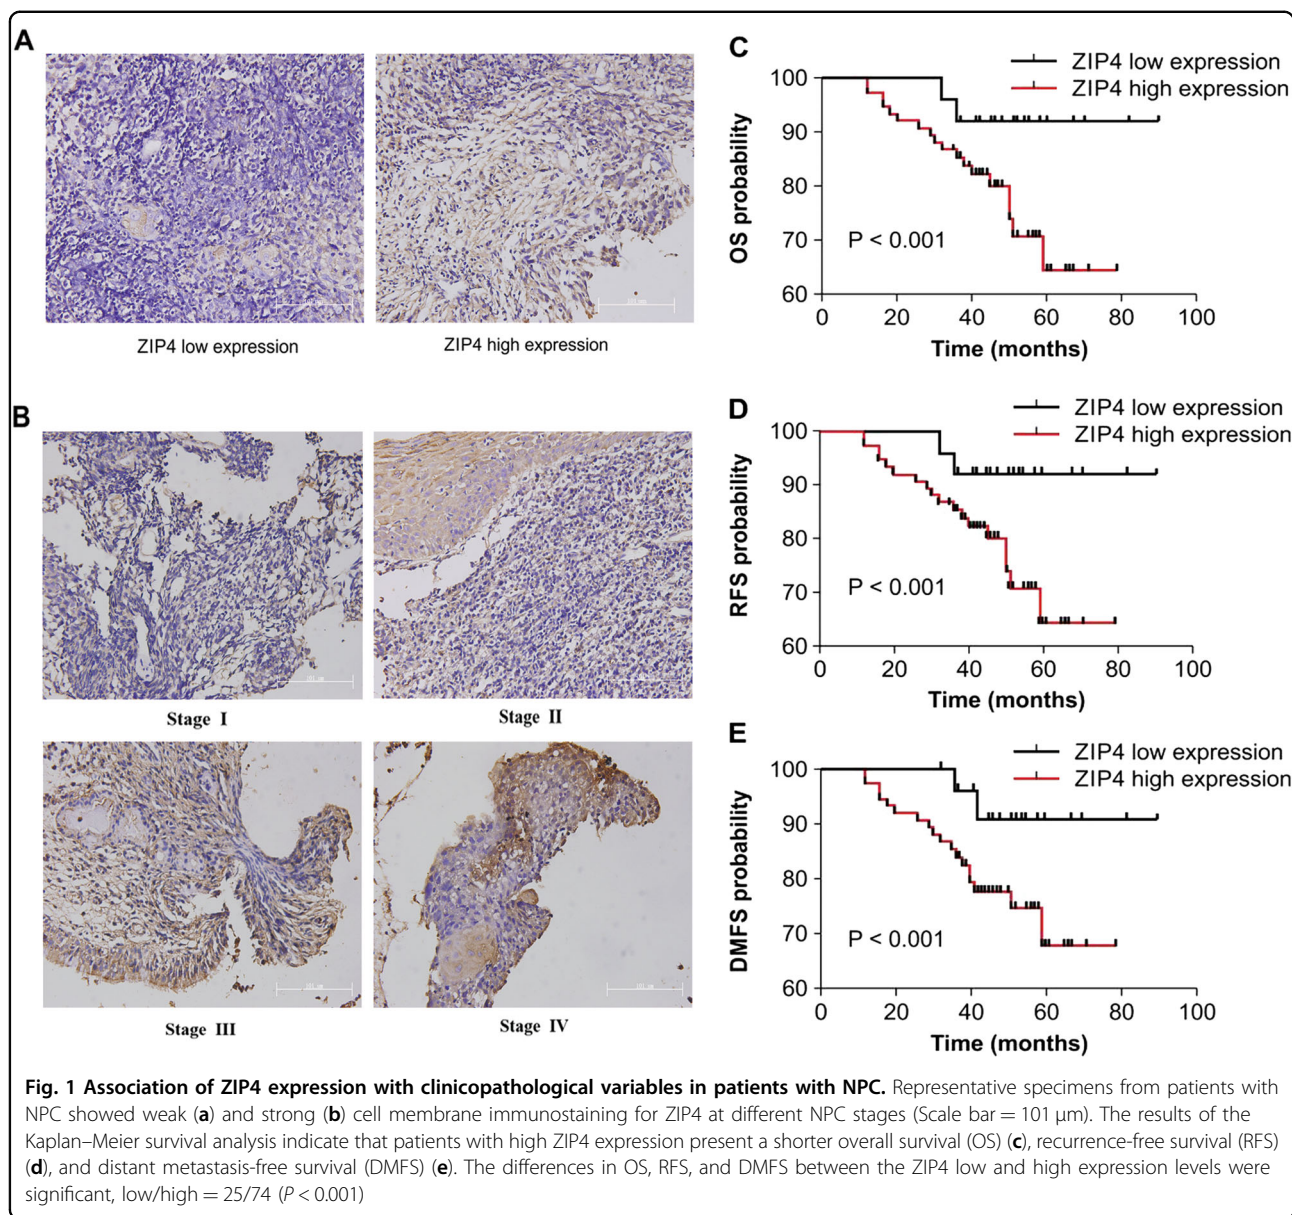 A
ZIP4 low expression
ZIP4 high expression
B
Stage I
Stage II
Stage III
Stage IV
C
ZIP4 low expression
ZIP4 high expression
OS probability
100
90
80
70
60
P < 0.001
0 20 40 60 80 100
Time (months)
D
ZIP4 low expression
ZIP4 high expression
RFS probability
100
90
80
70
60
P < 0.001
0 20 40 60 80 100
Time (months)
E
ZIP4 low expression
ZIP4 high expression
DMFS probability
100
90
80
70
60
P < 0.001
0 20 40 60 80 100
Time (months)
Fig. 1 Association of ZIP4 expression with clinicopathological variables in patients with NPC. Representative specimens from patients with
NPC showed weak (a) and strong (b) cell membrane immunostaining for ZIP4 at different NPC stages (Scale bar = 101 μm). The results of the
Kaplan–Meier survival analysis indicate that patients with high ZIP4 expression present a shorter overall survival (OS) (c), recurrence-free survival (RFS)
(d), and distant metastasis-free survival (DMFS) (e). The differences in OS, RFS, and DMFS between the ZIP4 low and high expression levels were
significant, low/high = 25/74 (P < 0.001)